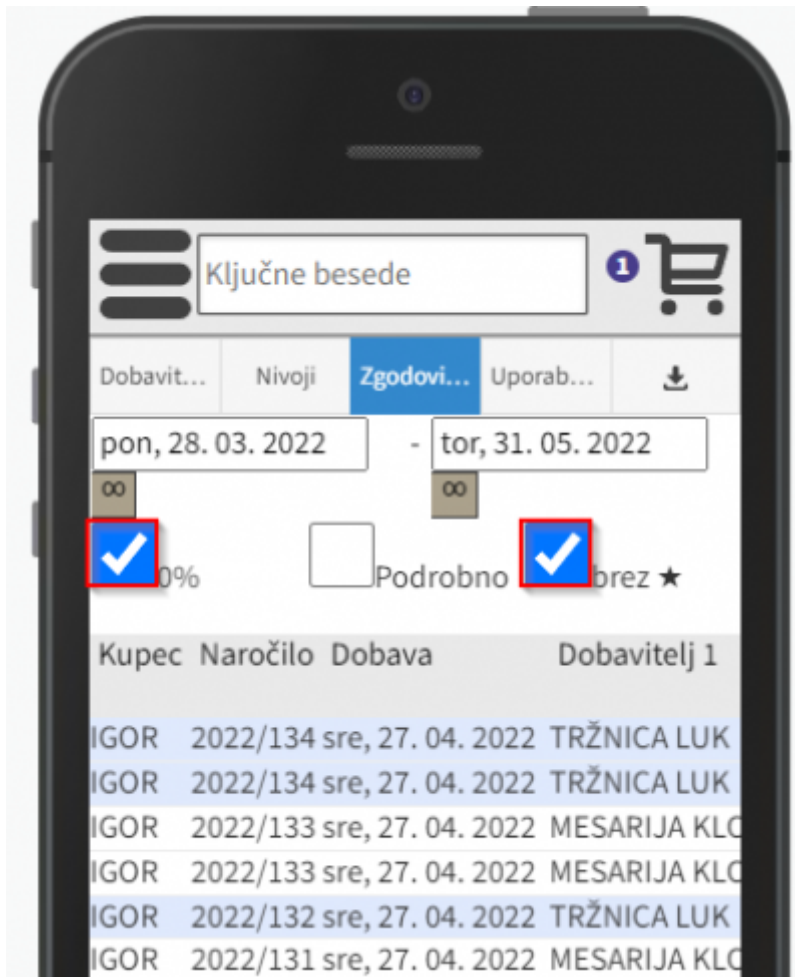 Ključne besede 1
Dobavit... Nivoji Zgodovi... Uporab...
pon, 28. 03. 2022 - tor, 31. 05. 2022
∞ ∞
0% Podrobno brez ★
Kupec Naročilo Dobava Dobavitelj 1
IGOR 2022/134 sre, 27. 04. 2022 TRŽNICA LUK
IGOR 2022/134 sre, 27. 04. 2022 TRŽNICA LUK
IGOR 2022/133 sre, 27. 04. 2022 MESARIJA KLO
IGOR 2022/133 sre, 27. 04. 2022 MESARIJA KLO
IGOR 2022/132 sre, 27. 04. 2022 TRŽNICA LUK
IGOR 2022/131 sre, 27. 04. 2022 MESARIJA KLO